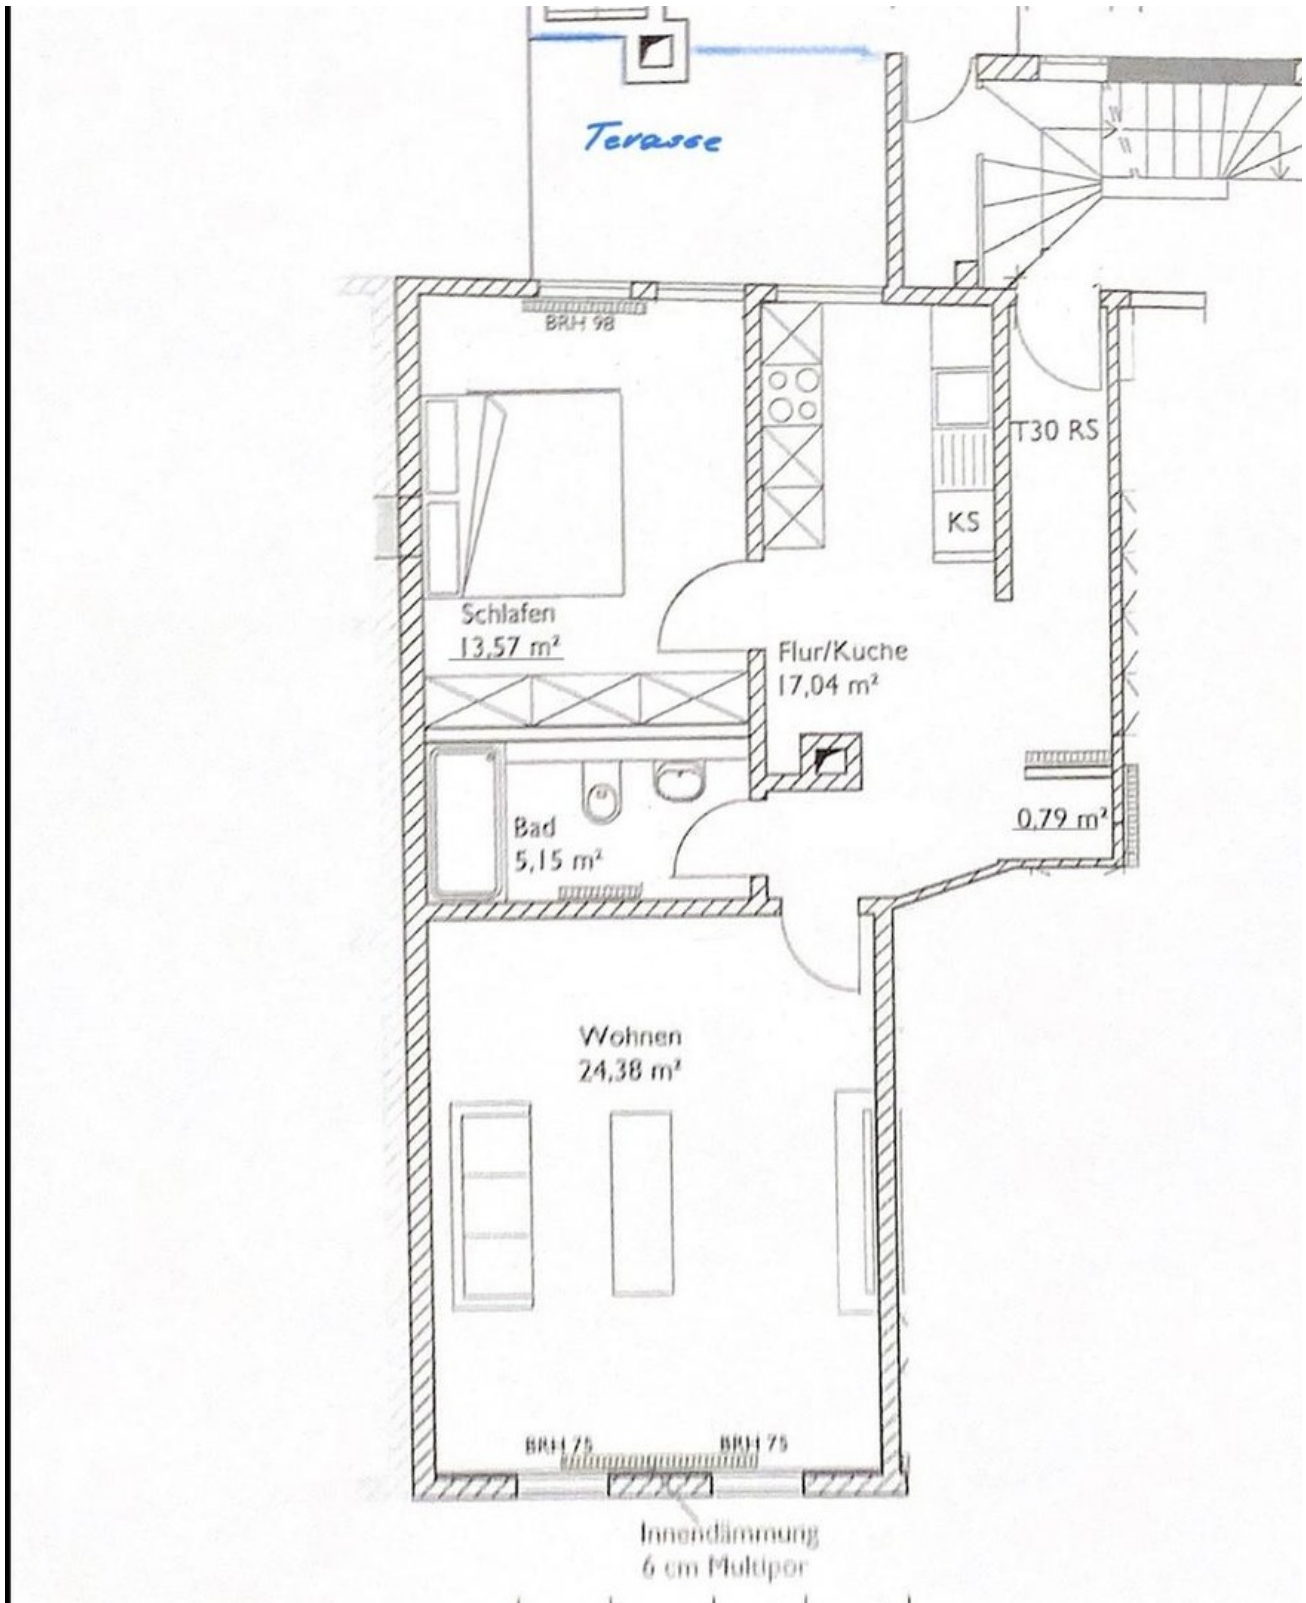 Terasse
BRH 98
T30 RS
KS
Schlafen
13,57 m²
Flur/Küche
17,04 m²
0,79 m²
Bad
5,15 m²
Wohnen
24,38 m²
BRH 75
BRH 75
Innendämmung
6 cm Multipor